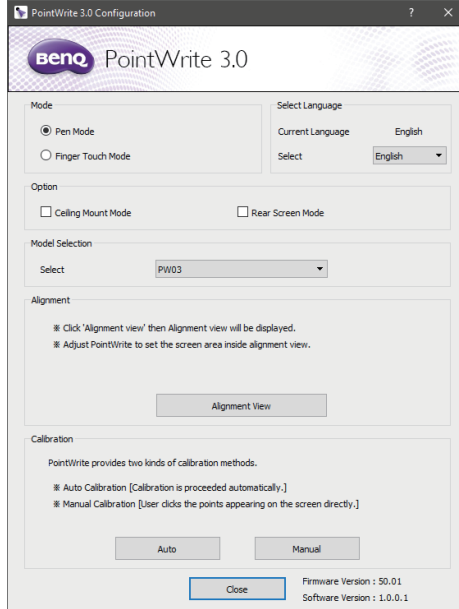 PointWrite 3.0 Configuration
BenQ PointWrite 3.0
Mode
Pen Mode
Finger Touch Mode
Select Language
Current Language English
Select English
Option
Ceiling Mount Mode
Rear Screen Mode
Model Selection
Select PW03
Alignment
※ Click 'Alignment view' then Alignment view will be displayed.
※ Adjust PointWrite to set the screen area inside alignment view.
Alignment View
Calibration
PointWrite provides two kinds of calibration methods.
※ Auto Calibration [Calibration is proceeded automatically.]
※ Manual Calibration [User clicks the points appearing on the screen directly.]
Auto
Manual
Close
Firmware Version : 50.01
Software Version : 1.0.0.1